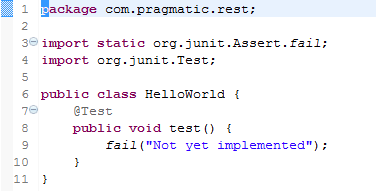 1 package com.pragmatic.rest;
2
3 import static org.junit.Assert.fail;
4 import org.junit.Test;
5
6 public class HelloWorld {
7 @Test
8 public void test() {
9 fail("Not yet implemented");
10 }
11 }